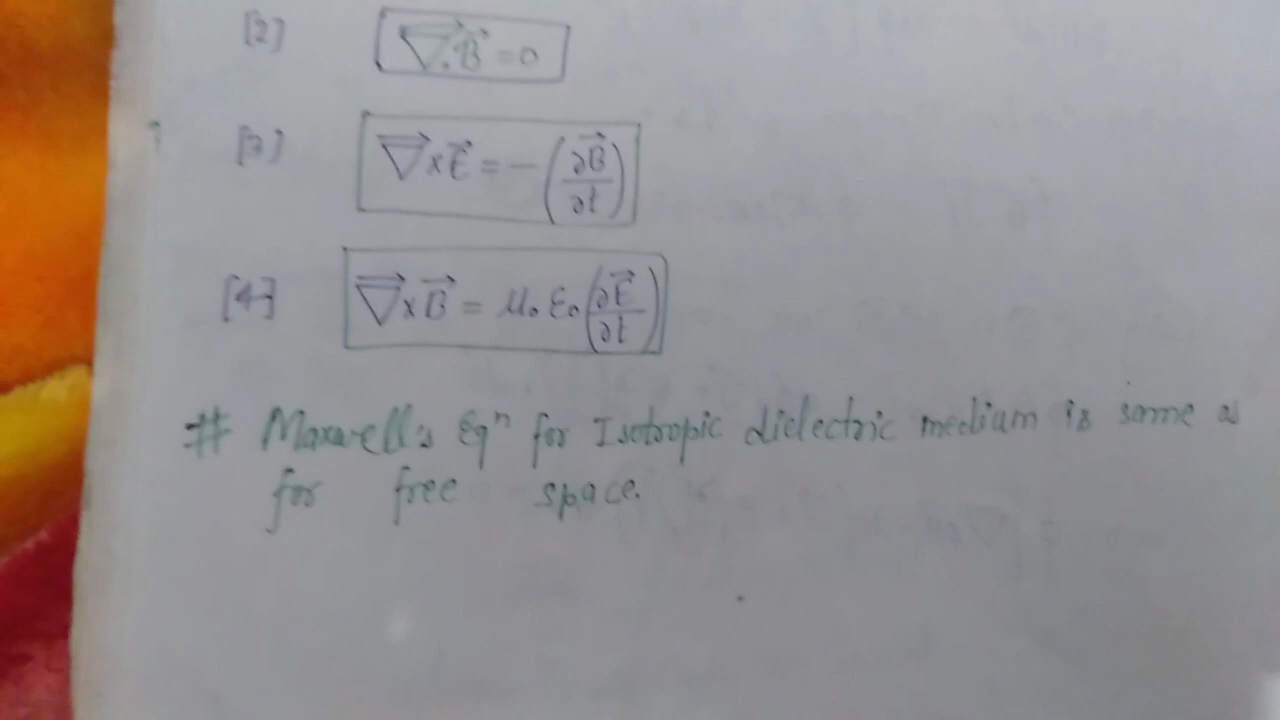 [2] ∇⃗.B⃗ = 0
[3] ∇⃗×E⃗ = -(∂B⃗/∂t)
[4] ∇⃗×B⃗ = μ₀ ε₀ (∂E⃗/∂t)
# Maxwell's Eqⁿ for Isotropic dielectric medium is same as
for free space.